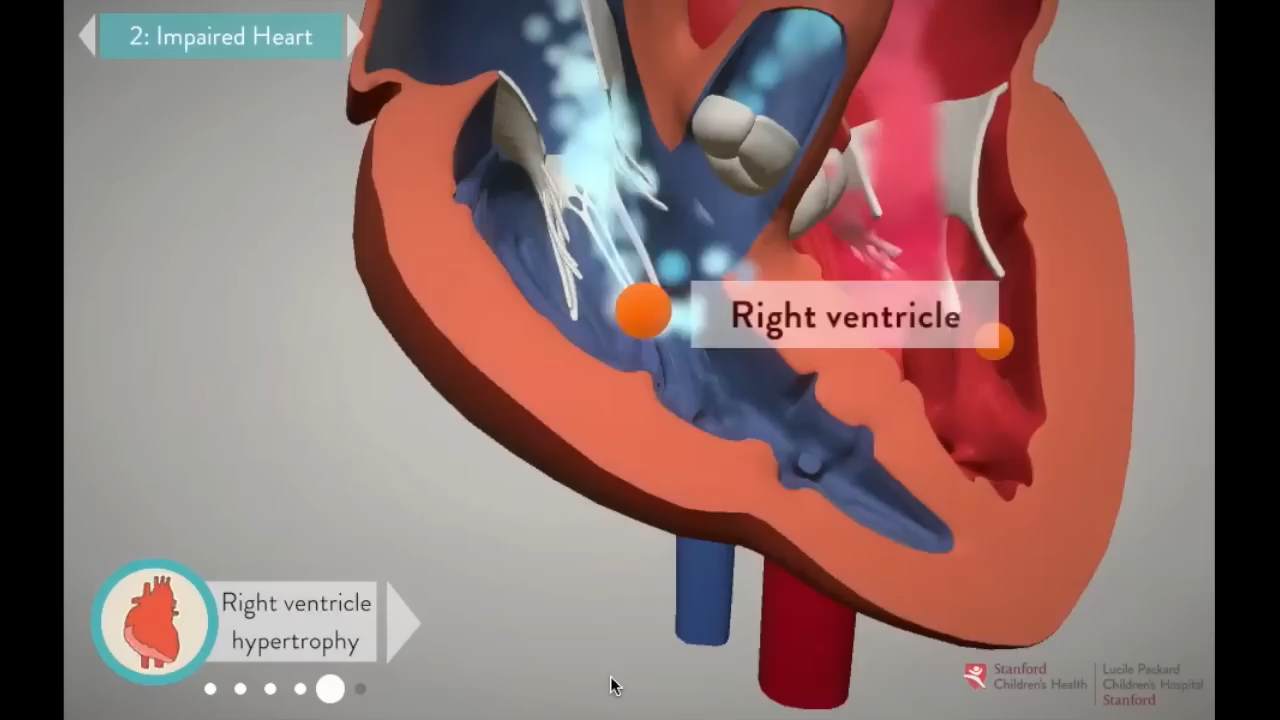 2: Impaired Heart
Right ventricle
Right ventricle
hypertrophy
Stanford
Children's Health
Lucile Packard
Children's Hospital
Stanford